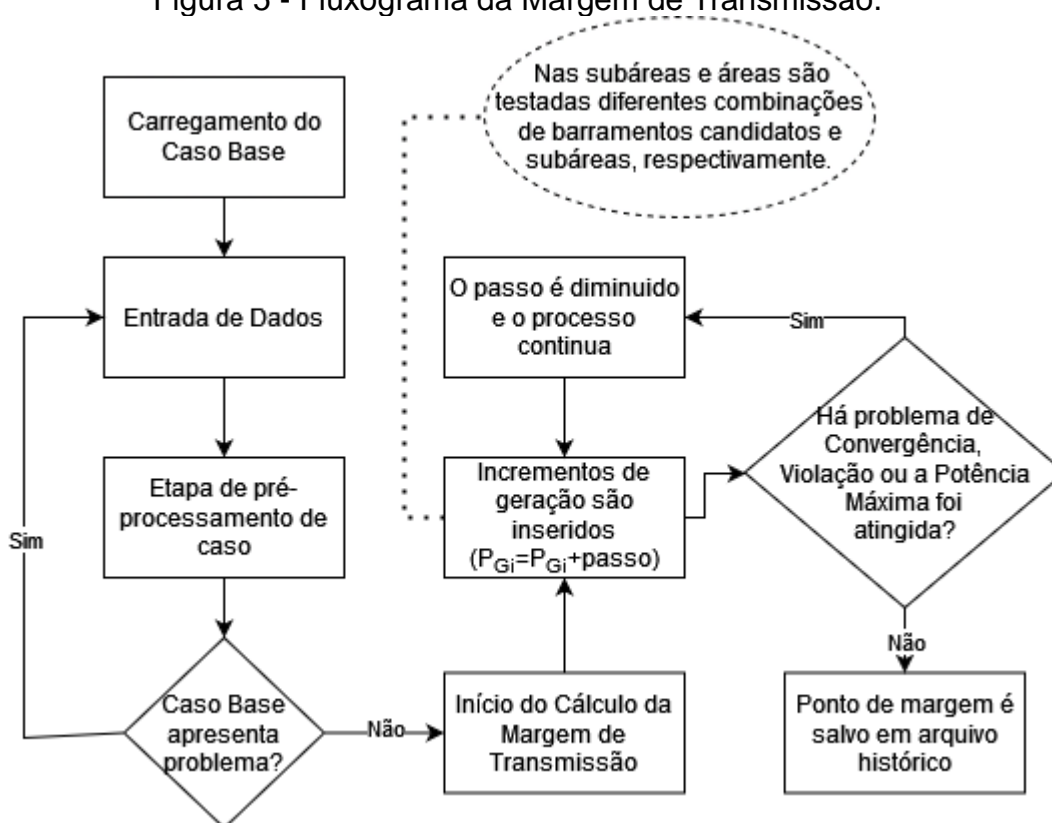 Figura 3 - Fluxograma da Margem de Transmissão.
Nas subáreas e áreas são
testadas diferentes combinações
de barramentos candidatos e
subáreas, respectivamente.
Carregamento do
Caso Base
Entrada de Dados
O passo é diminuido
e o processo
continua
Sim
Há problema de
Convergência,
Violação ou a Potência
Máxima foi
atingida?
Etapa de pré-
processamento de
caso
Incrementos de
geração são
inseridos
(PGi=PGi+passo)
Sim
Não
Caso Base
apresenta
problema?
Não
Início do Cálculo da
Margem de
Transmissão
Ponto de margem é
salvo em arquivo
histórico